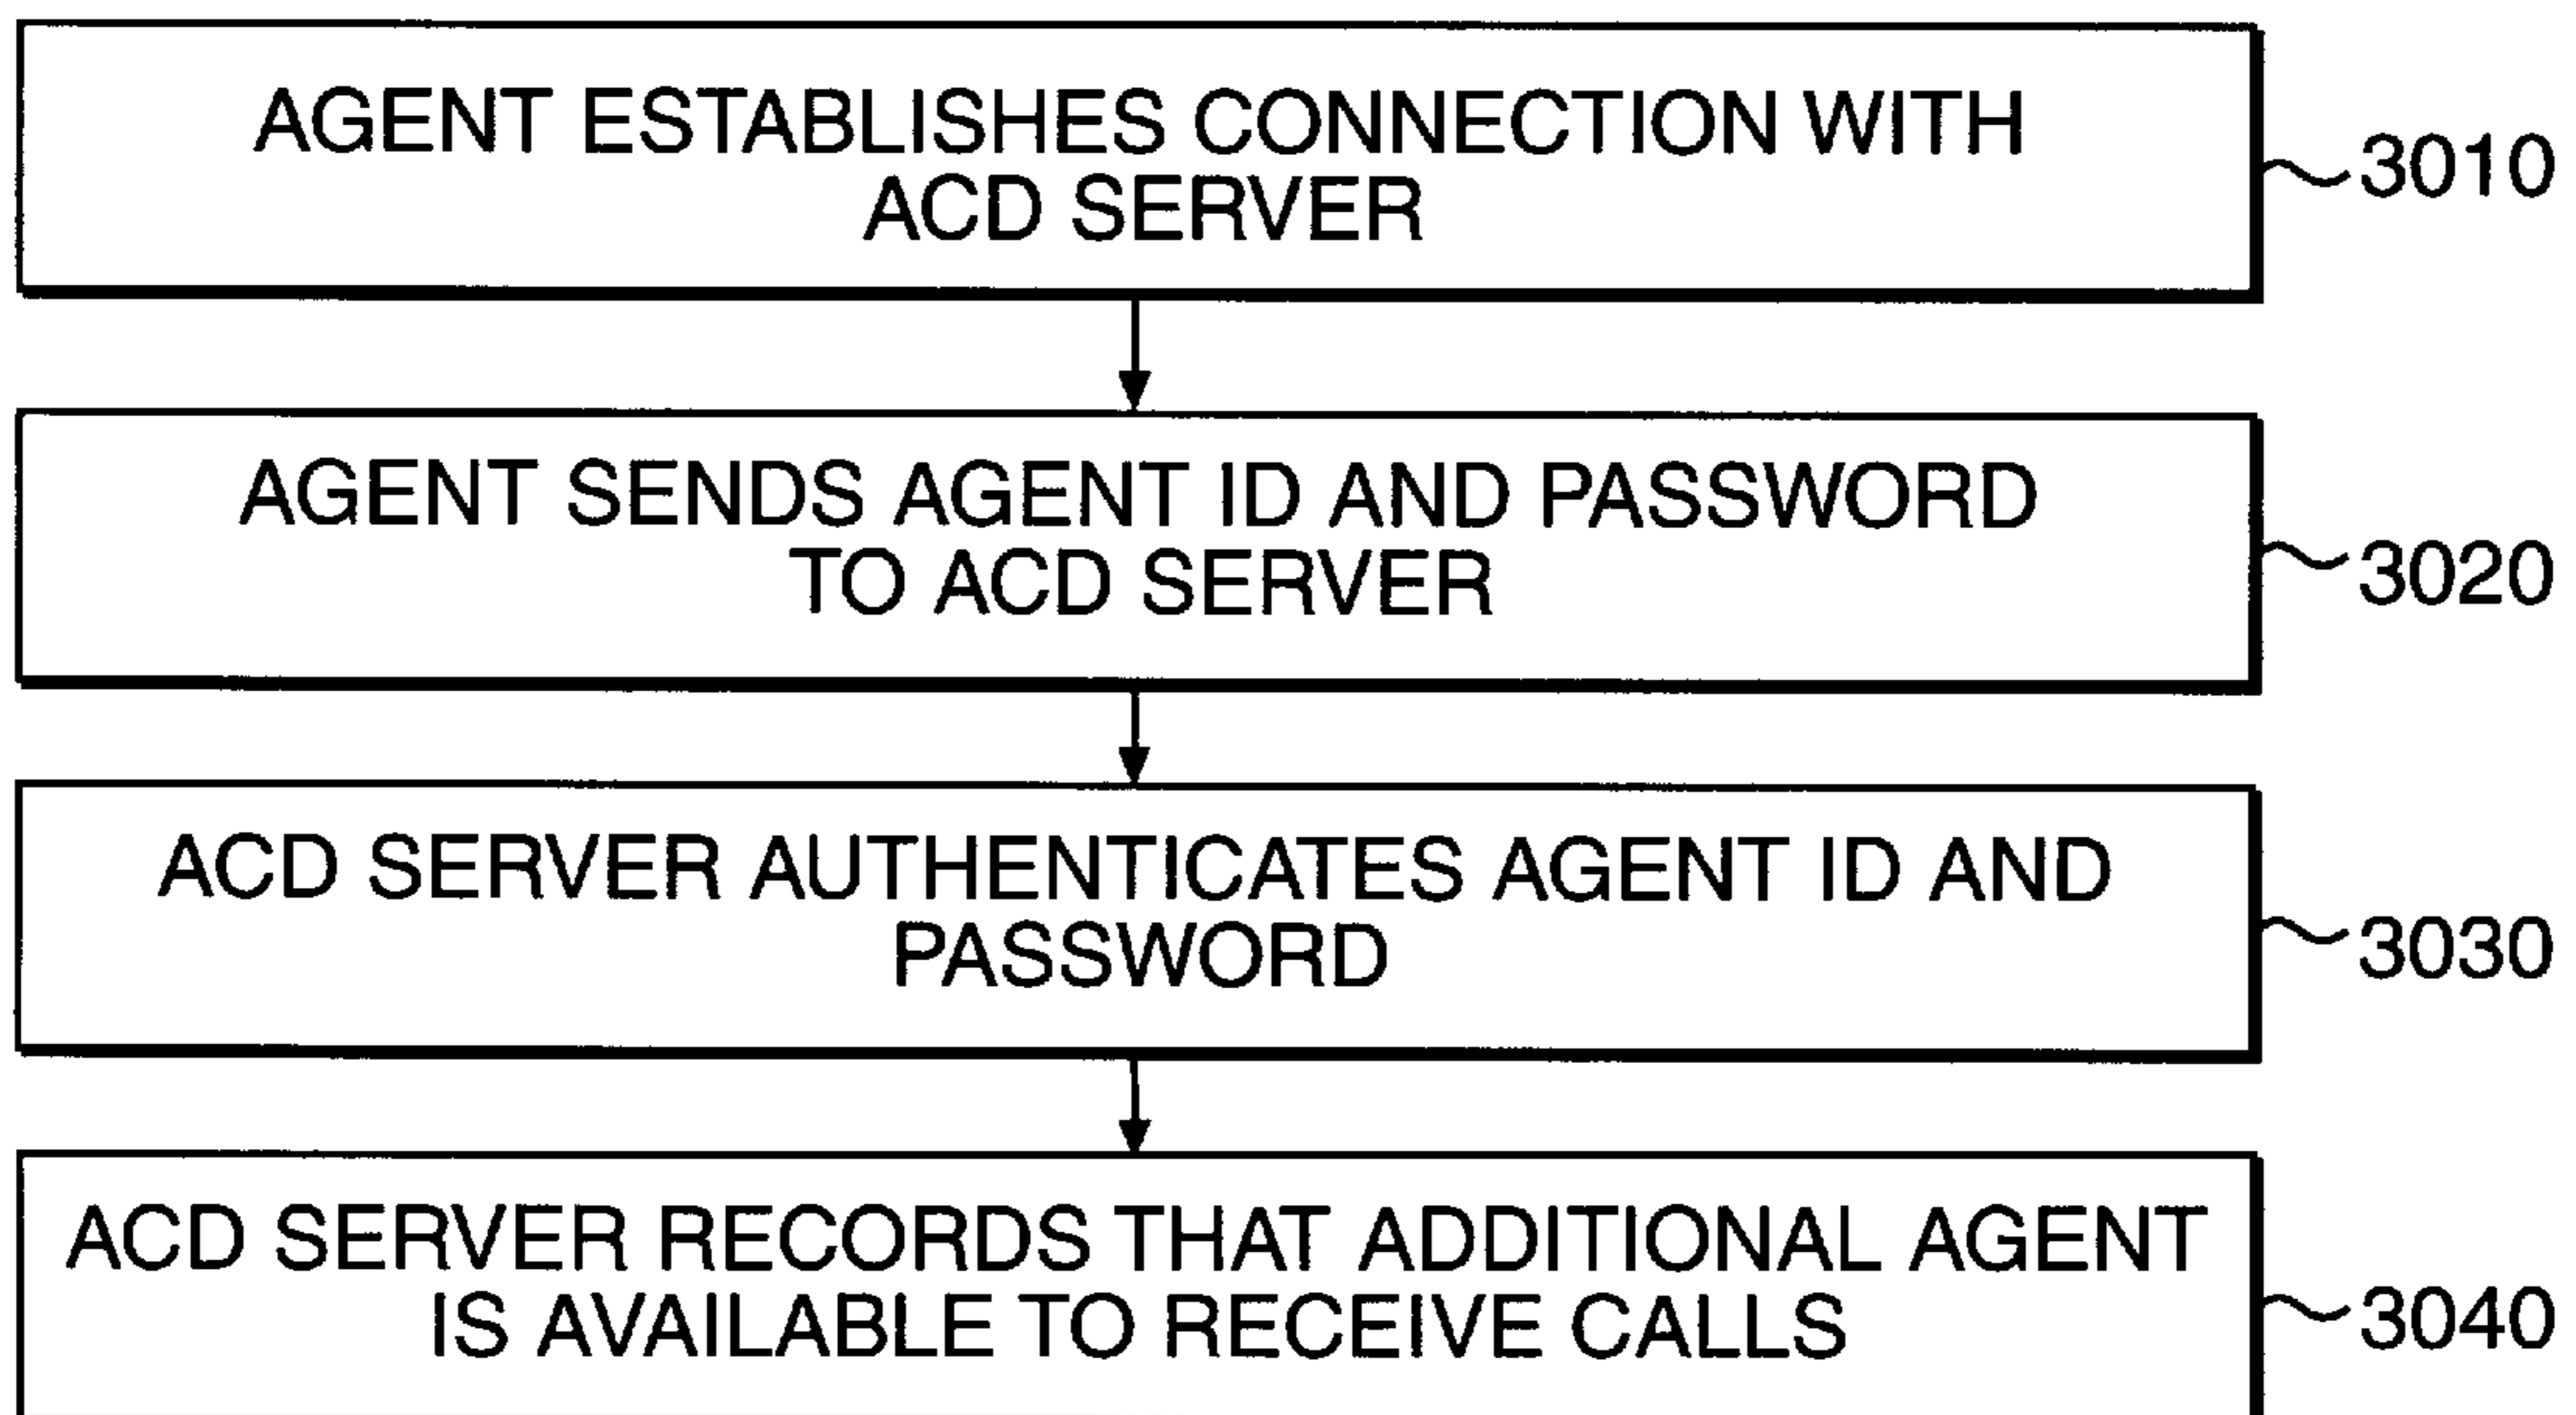 AGENT ESTABLISHES CONNECTION WITH
ACD SERVER
3010
AGENT SENDS AGENT ID AND PASSWORD
TO ACD SERVER
3020
ACD SERVER AUTHENTICATES AGENT ID AND
PASSWORD
3030
ACD SERVER RECORDS THAT ADDITIONAL AGENT
IS AVAILABLE TO RECEIVE CALLS
3040